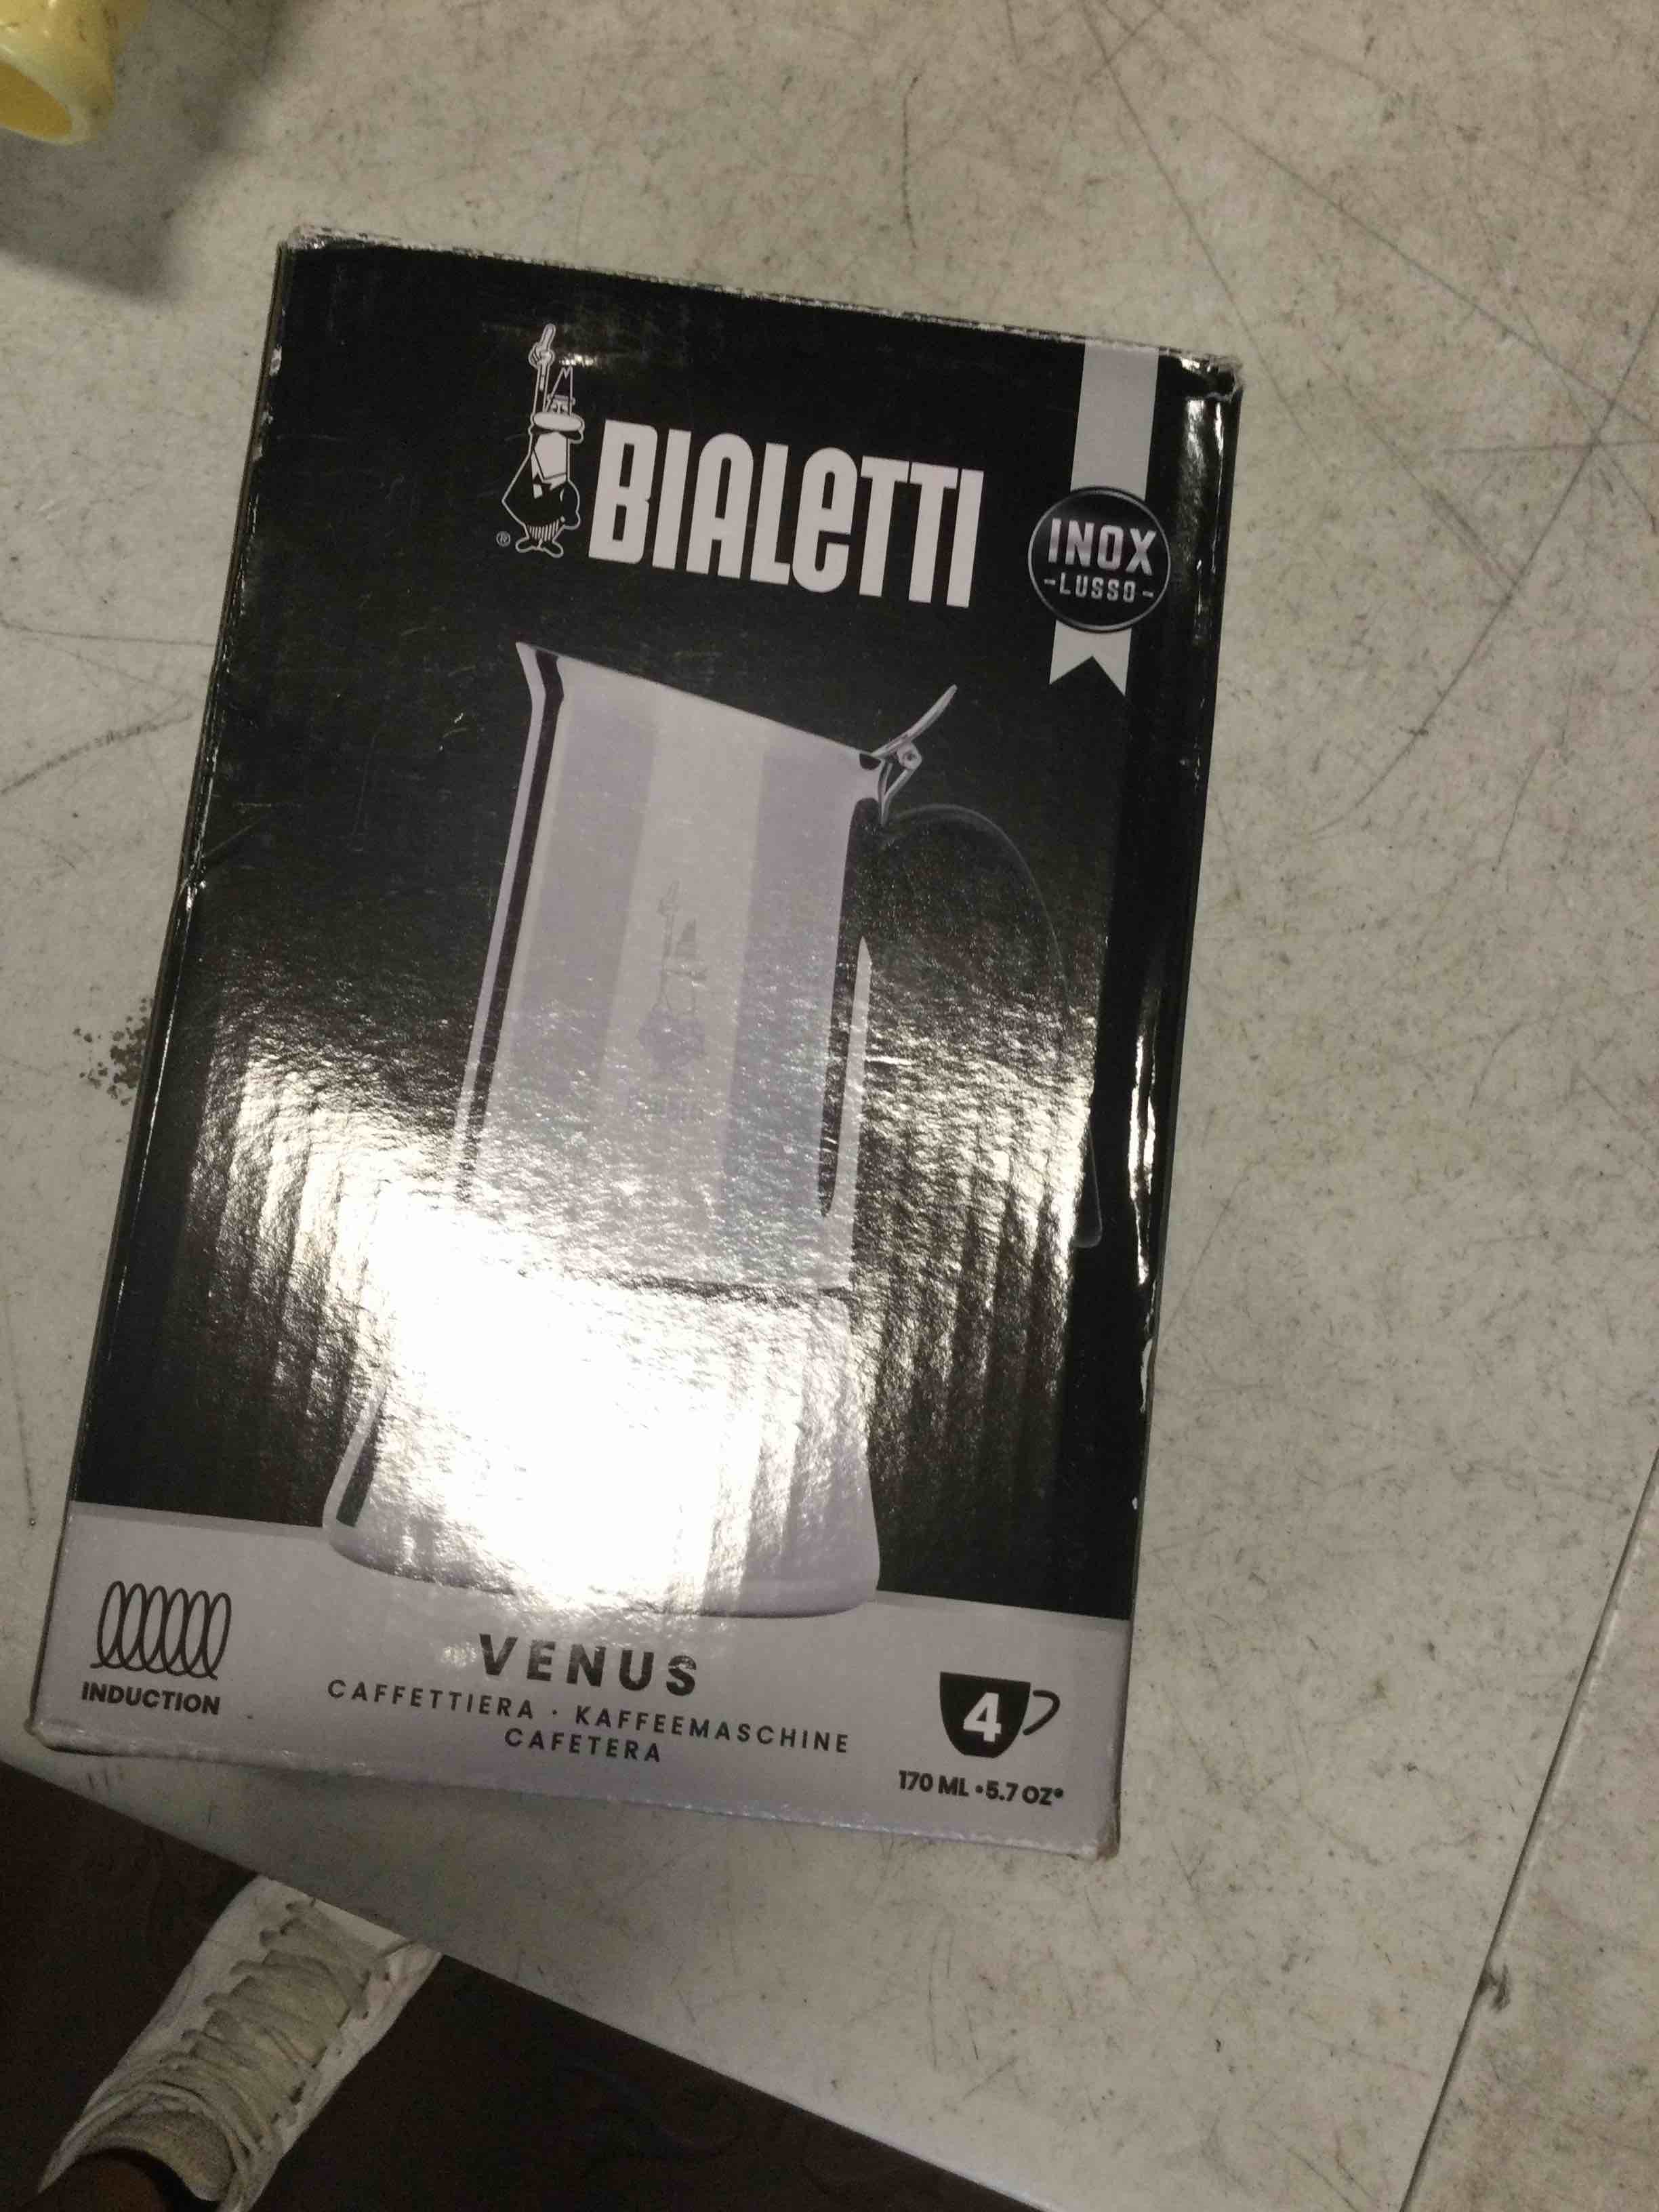 BIALETTI
®
INOX
-LUSSO-
INDUCTION
VENUS
CAFFETTIERA · KAFFEEMASCHINE
CAFETERA
4
170 ML • 5.7 OZ*